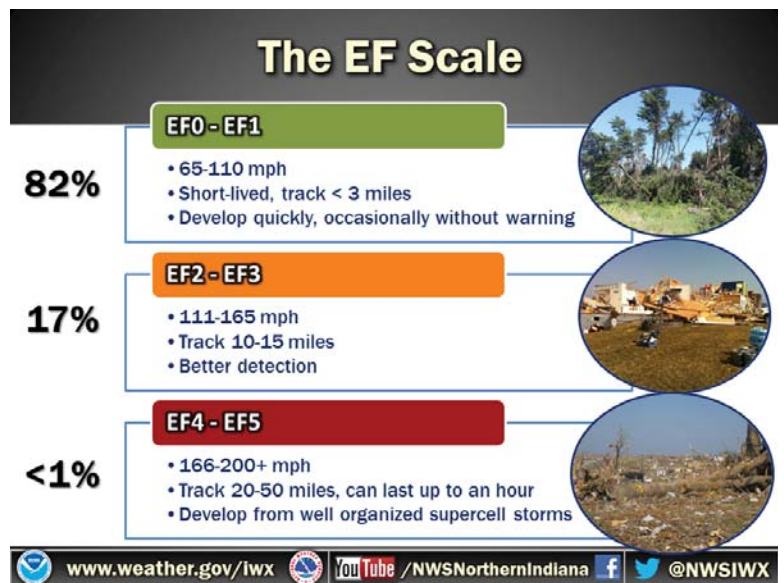 The EF Scale
EF0 - EF1
82%
• 65-110 mph
• Short-lived, track < 3 miles
• Develop quickly, occasionally without warning
EF2 - EF3
17%
• 111-165 mph
• Track 10-15 miles
• Better detection
EF4 - EF5
<1%
• 166-200+ mph
• Track 20-50 miles, can last up to an hour
• Develop from well organized supercell storms
www.weather.gov/iwx YouTube /NWSNorthernIndiana f @NWSIWX